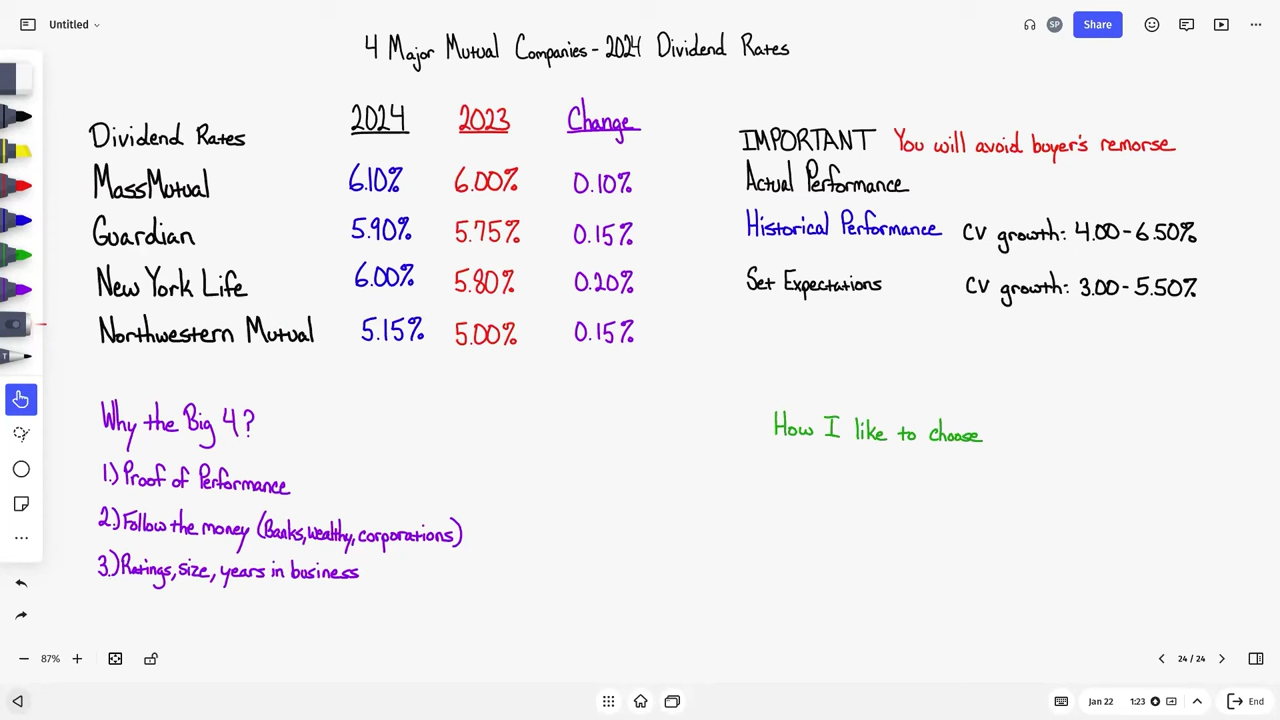 Untitled
SP
Share
4 Major Mutual Companies - 2024 Dividend Rates
Dividend Rates 2024 2023 Change
MassMutual 6.10% 6.00% 0.10%
Guardian 5.90% 5.75% 0.15%
New York Life 6.00% 5.80% 0.20%
Northwestern Mutual 5.15% 5.00% 0.15%
IMPORTANT You will avoid buyer's remorse
Actual Performance
Historical Performance CV growth: 4.00 - 6.50%
Set Expectations CV growth: 3.00 - 5.50%
Why the Big 4?
1.) Proof of Performance
2.) Follow the money (Banks, wealthy, corporations)
3.) Ratings, size, years in business
How I like to choose
T
87%
24 / 24
Jan 22 1:23
End